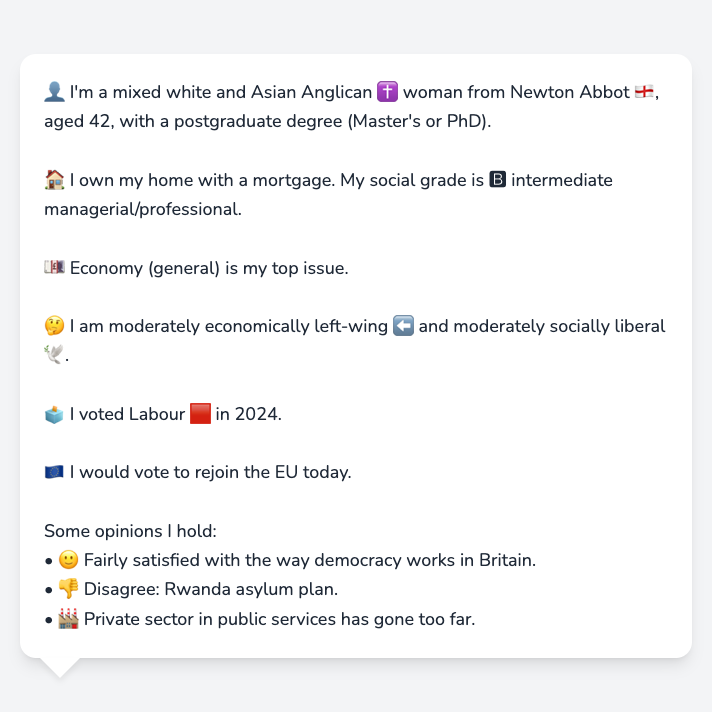 👤 I'm a mixed white and Asian Anglican ✝️ woman from Newton Abbot 🏴󠁧󠁢󠁥󠁮󠁧󠁿,
aged 42, with a postgraduate degree (Master's or PhD).
🏠 I own my home with a mortgage. My social grade is 🅱 intermediate
managerial/professional.
💷 Economy (general) is my top issue.
🤔 I am moderately economically left-wing ⬅️ and moderately socially liberal
🕊️.
🗳️ I voted Labour 🟥 in 2024.
🇪🇺 I would vote to rejoin the EU today.
Some opinions I hold:
• 🙂 Fairly satisfied with the way democracy works in Britain.
• 👎 Disagree: Rwanda asylum plan.
• 🏭 Private sector in public services has gone too far.